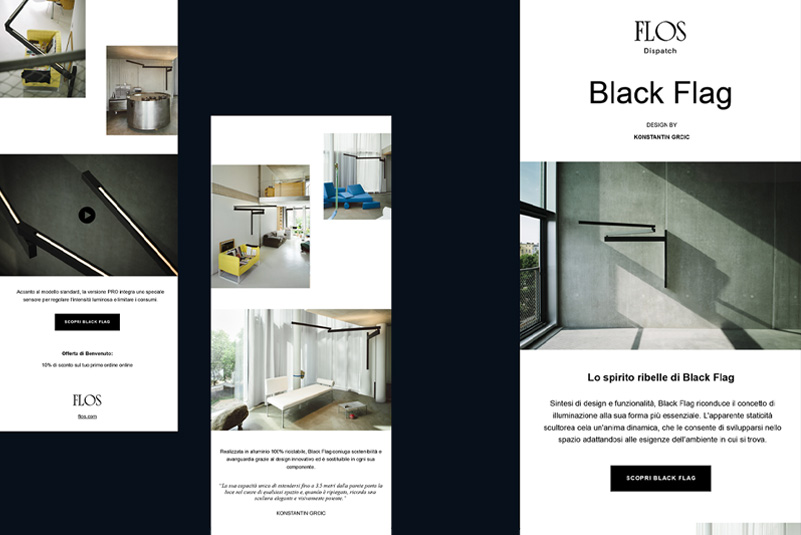 Accanto al modello standard, la versione PRO integra uno speciale
sensore per regolare l'intensità luminosa e limitare i consumi.
SCOPRI BLACK FLAG
Offerta di Benvenuto:
10% di sconto sul tuo primo ordine online
FLOS
flos.com
Realizzata in alluminio 100% riciclabile, Black Flag coniuga sostenibilità e
avanguardia grazie al design innovativo ed è sostituibile in ogni sua
componente.
"La sua capacità unica di estendersi fino a 3.5 metri dalla parete porta la
luce nel cuore di qualsiasi spazio e, quando è ripiegata, ricorda una
scultura elegante e visivamente potente."
KONSTANTIN GRCIC
FLOS
Dispatch
Black Flag
DESIGN BY
KONSTANTIN GRCIC
Lo spirito ribelle di Black Flag
Sintesi di design e funzionalità, Black Flag riconduce il concetto di
illuminazione alla sua forma più essenziale. L'apparente staticità
scultorea cela un'anima dinamica, che le consente di svilupparsi nello
spazio adattandosi alle esigenze dell'ambiente in cui si trova.
SCOPRI BLACK FLAG